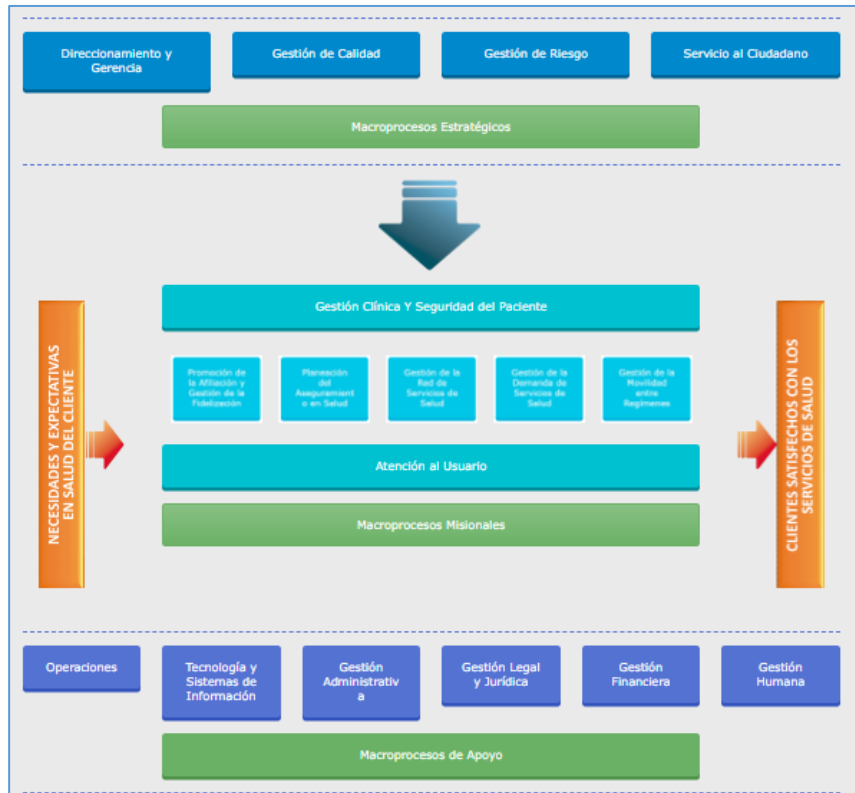 Direccionamiento y
Gerencia
Gestión de Calidad
Gestión de Riesgo
Servicio al Ciudadano
Macroprocesos Estratégicos
NECESIDADES Y EXPECTATIVAS
EN SALUD DEL CLIENTE
Gestión Clínica Y Seguridad del Paciente
Promoción de
la Afiliación y
Gestión de la
Fidelización
Planeación
del
Aseguramient
o en Salud
Gestión de la
Red de
Servicios de
Salud
Gestión de la
Demanda de
Servicios de
Salud
Gestión de la
Movilidad
entre
Regímenes
Atención al Usuario
Macroprocesos Misionales
CLIENTES SATISFECHOS CON LOS
SERVICIOS DE SALUD
Operaciones
Tecnología y
Sistemas de
Información
Gestión
Administrativ
a
Gestión Legal
y Jurídica
Gestión
Financiera
Gestión
Humana
Macroprocesos de Apoyo